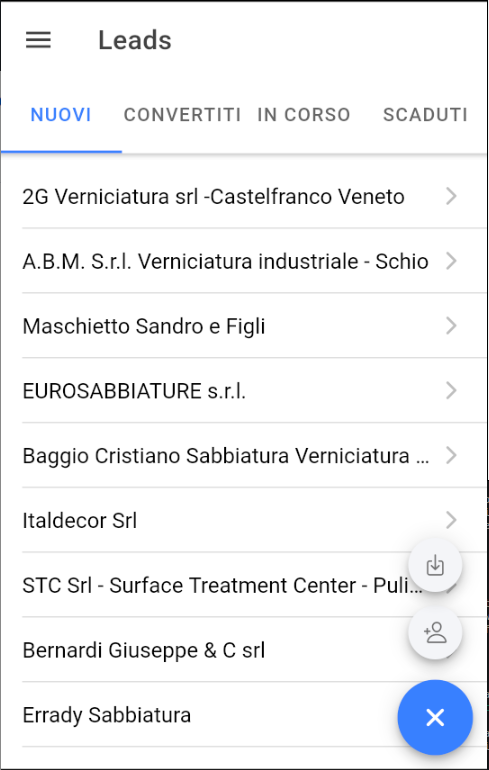 Leads
NUOVI CONVERTITI IN CORSO SCADUTI
2G Verniciatura srl -Castelfranco Veneto
A.B.M. S.r.l. Verniciatura industriale - Schio
Maschietto Sandro e Figli
EUROSABBIATURE s.r.l.
Baggio Cristiano Sabbiatura Verniciatura ...
Italdecor Srl
STC Srl - Surface Treatment Center - Puli...
Bernardi Giuseppe & C srl
Errady Sabbiatura